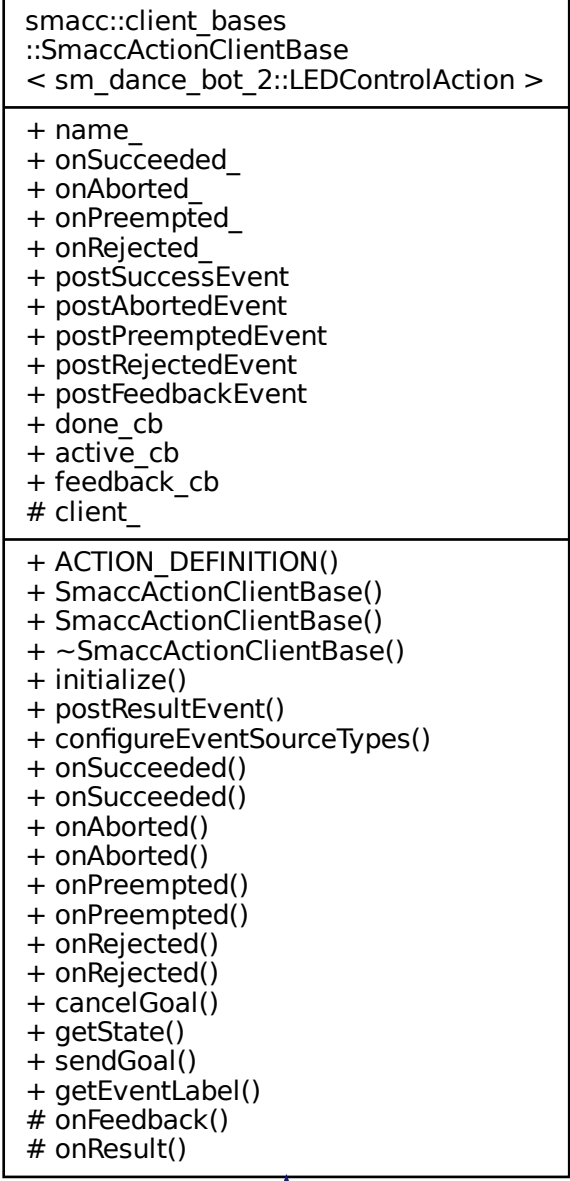 smacc::client_bases
::SmaccActionClientBase
< sm_dance_bot_2::LEDControlAction >
+ name_
+ onSucceeded_
+ onAborted_
+ onPreempted_
+ onRejected_
+ postSuccessEvent
+ postAbortedEvent
+ postPreemptedEvent
+ postRejectedEvent
+ postFeedbackEvent
+ done_cb
+ active_cb
+ feedback_cb
# client_
+ ACTION_DEFINITION()
+ SmaccActionClientBase()
+ SmaccActionClientBase()
+ ~SmaccActionClientBase()
+ initialize()
+ postResultEvent()
+ configureEventSourceTypes()
+ onSucceeded()
+ onSucceeded()
+ onAborted()
+ onAborted()
+ onPreempted()
+ onPreempted()
+ onRejected()
+ onRejected()
+ cancelGoal()
+ getState()
+ sendGoal()
+ getEventLabel()
# onFeedback()
# onResult()